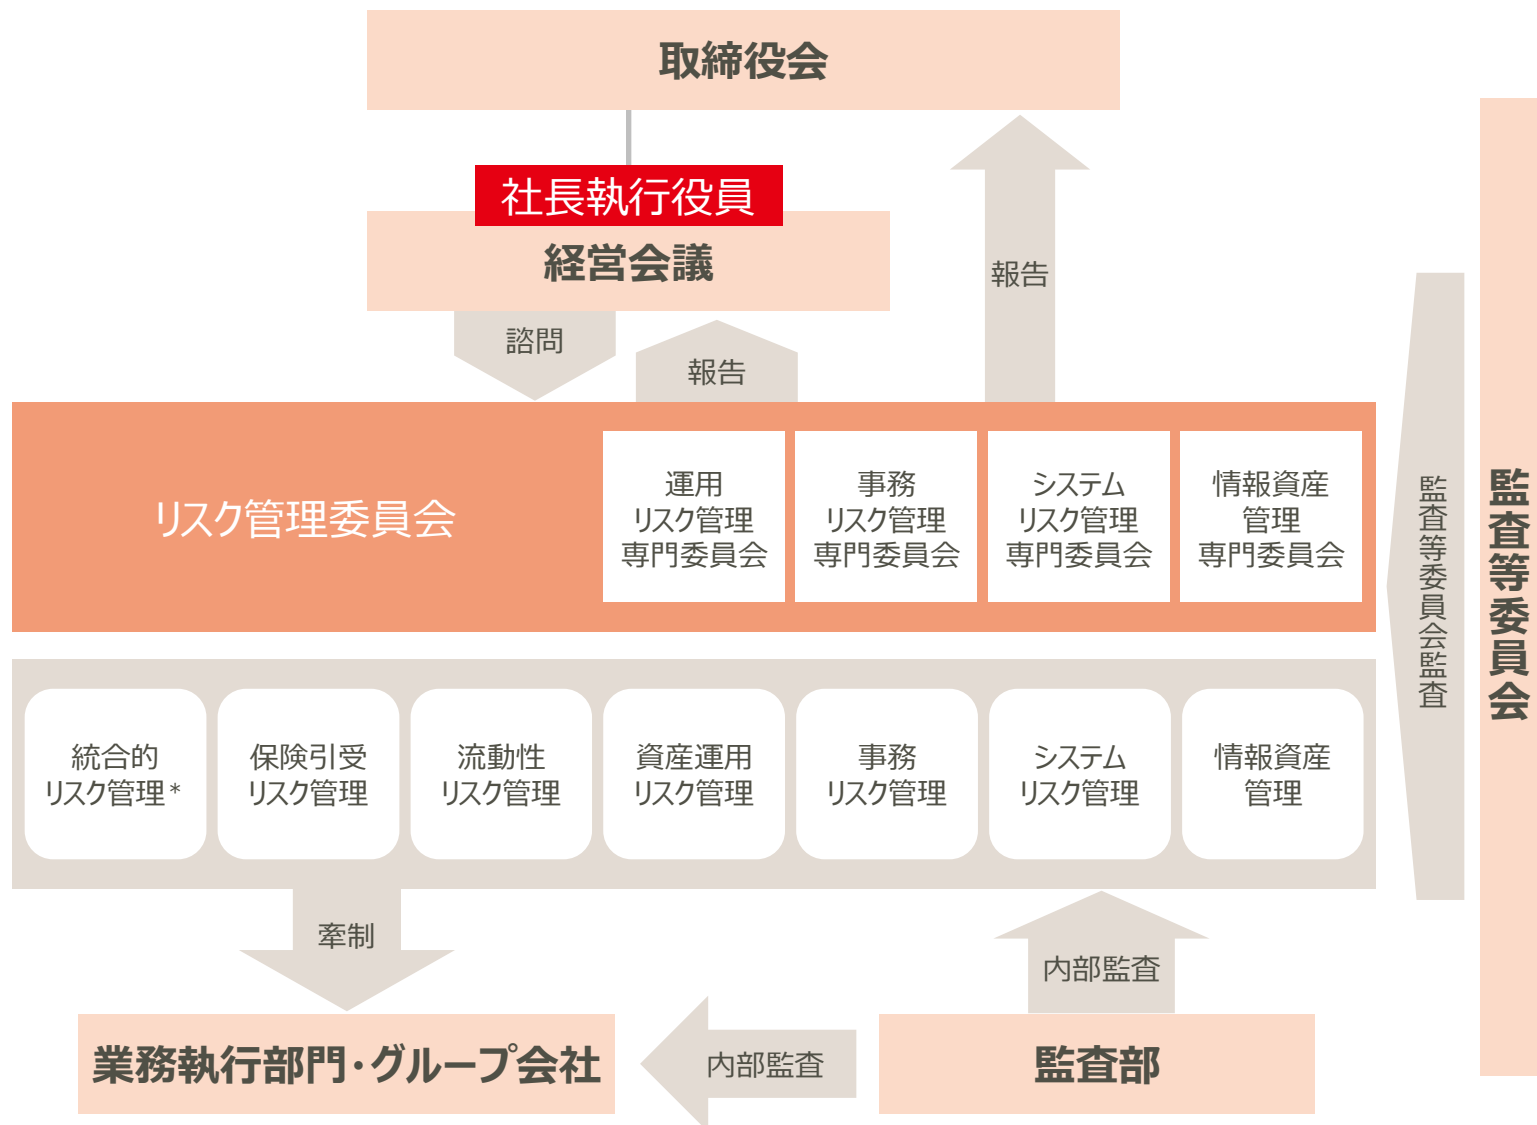 取締役会
社長執行役員
経営会議
諮問
報告
報告
リスク管理委員会
運用
リスク管理
専門委員会
事務
リスク管理
専門委員会
システム
リスク管理
専門委員会
情報資産
管理
専門委員会
統合的
リスク管理*
保険引受
リスク管理
流動性
リスク管理
資産運用
リスク管理
事務
リスク管理
システム
リスク管理
情報資産
管理
監査等委員会監査
監査等委員会
牽制
内部監査
業務執行部門・グループ会社
内部監査
監査部